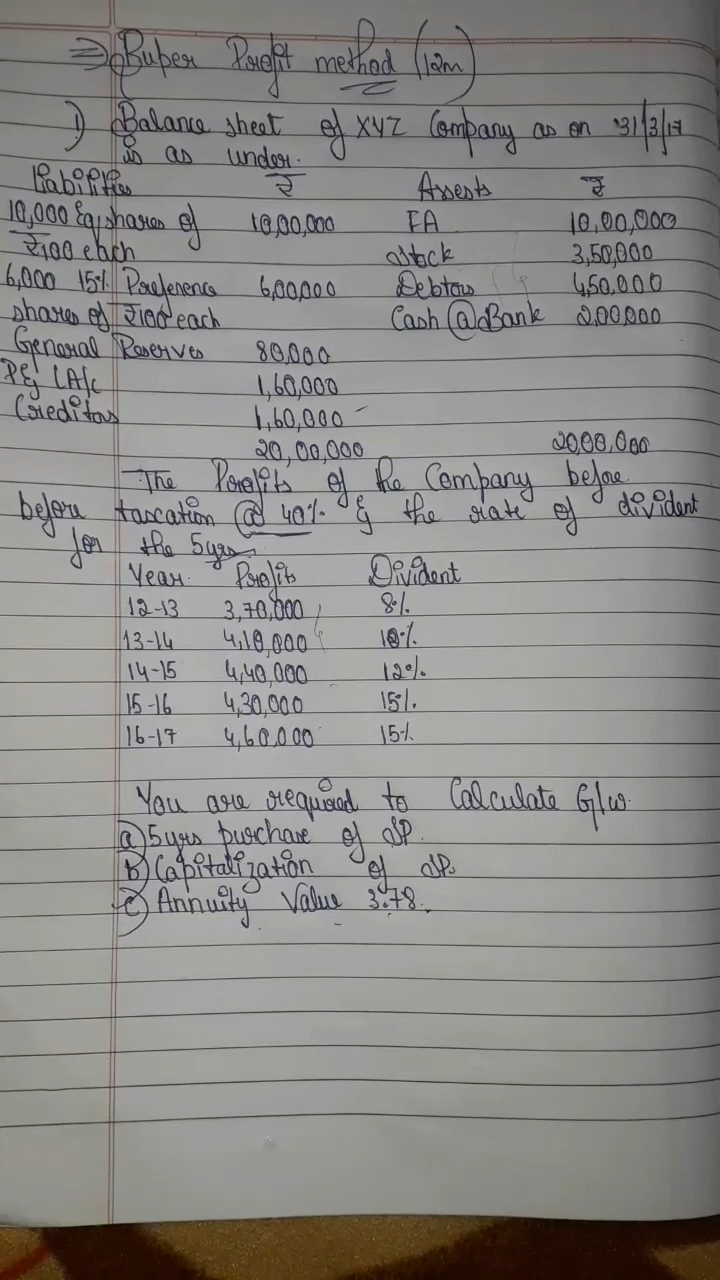 ⇒ Super Profit method (12m)
1) Balance sheet of XYZ Company as on 31/3/17
is as under.
Liabilities ₹ Assests ₹
10,000 Eq, shares of 10,00,000 FA 10,00,000
₹100 each Stock 3,50,000
6,000 15% Preference 6,00,000 Debtors 4,50,000
shares of ₹100 each Cash @ Bank 2,00,000
General Reserves 80,000
P&L A/c 1,60,000
Creditors 1,60,000
20,00,000 20,00,000
The Profits of the Company before
before taxcation @ 40% & the rate of divident
for the 5yrs
Year Profits Divident
12-13 3,70,000 8%
13-14 4,10,000 10%
14-15 4,40,000 12%
15-16 4,30,000 15%
16-17 4,60,000 15%
You are required to Calculate G/w.
a) 5yrs purchase of SP.
b) Capitalization of SP.
c) Annuity Value 3.78.